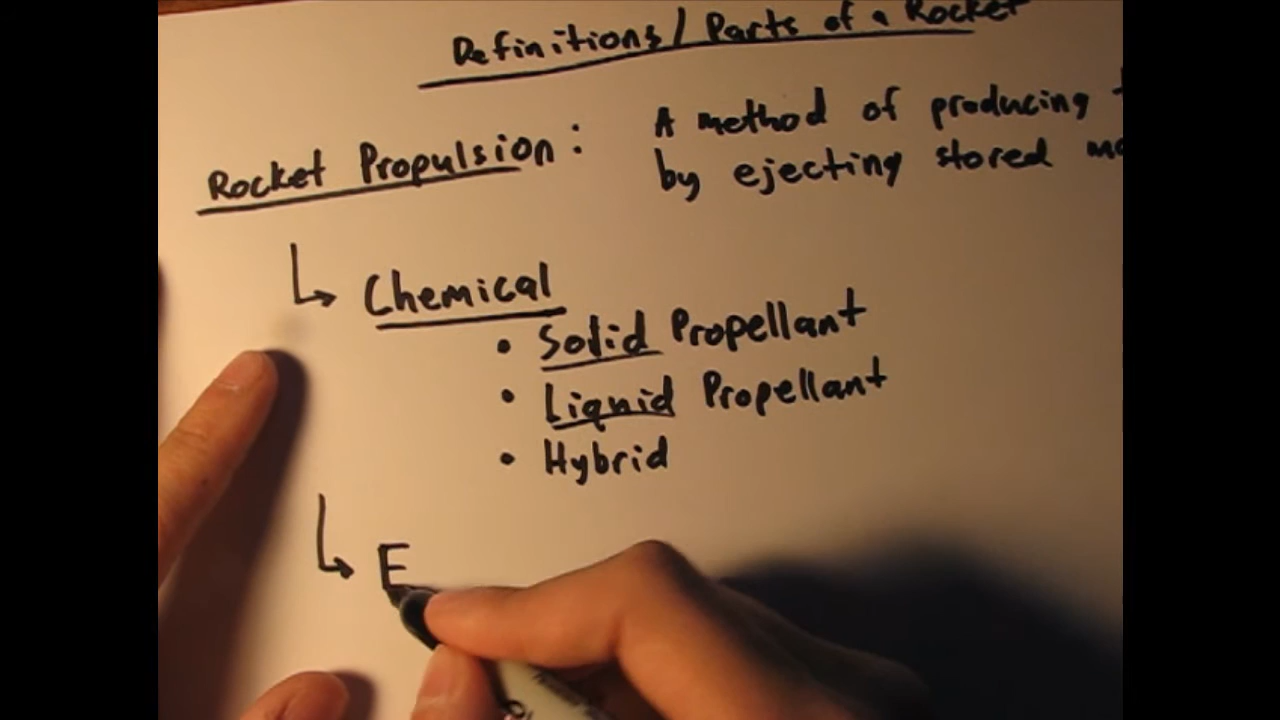 Definitions / Parts of a Rocket
Rocket Propulsion : A method of producing
by ejecting stored
Chemical
• Solid Propellant
• Liquid Propellant
• Hybrid
E